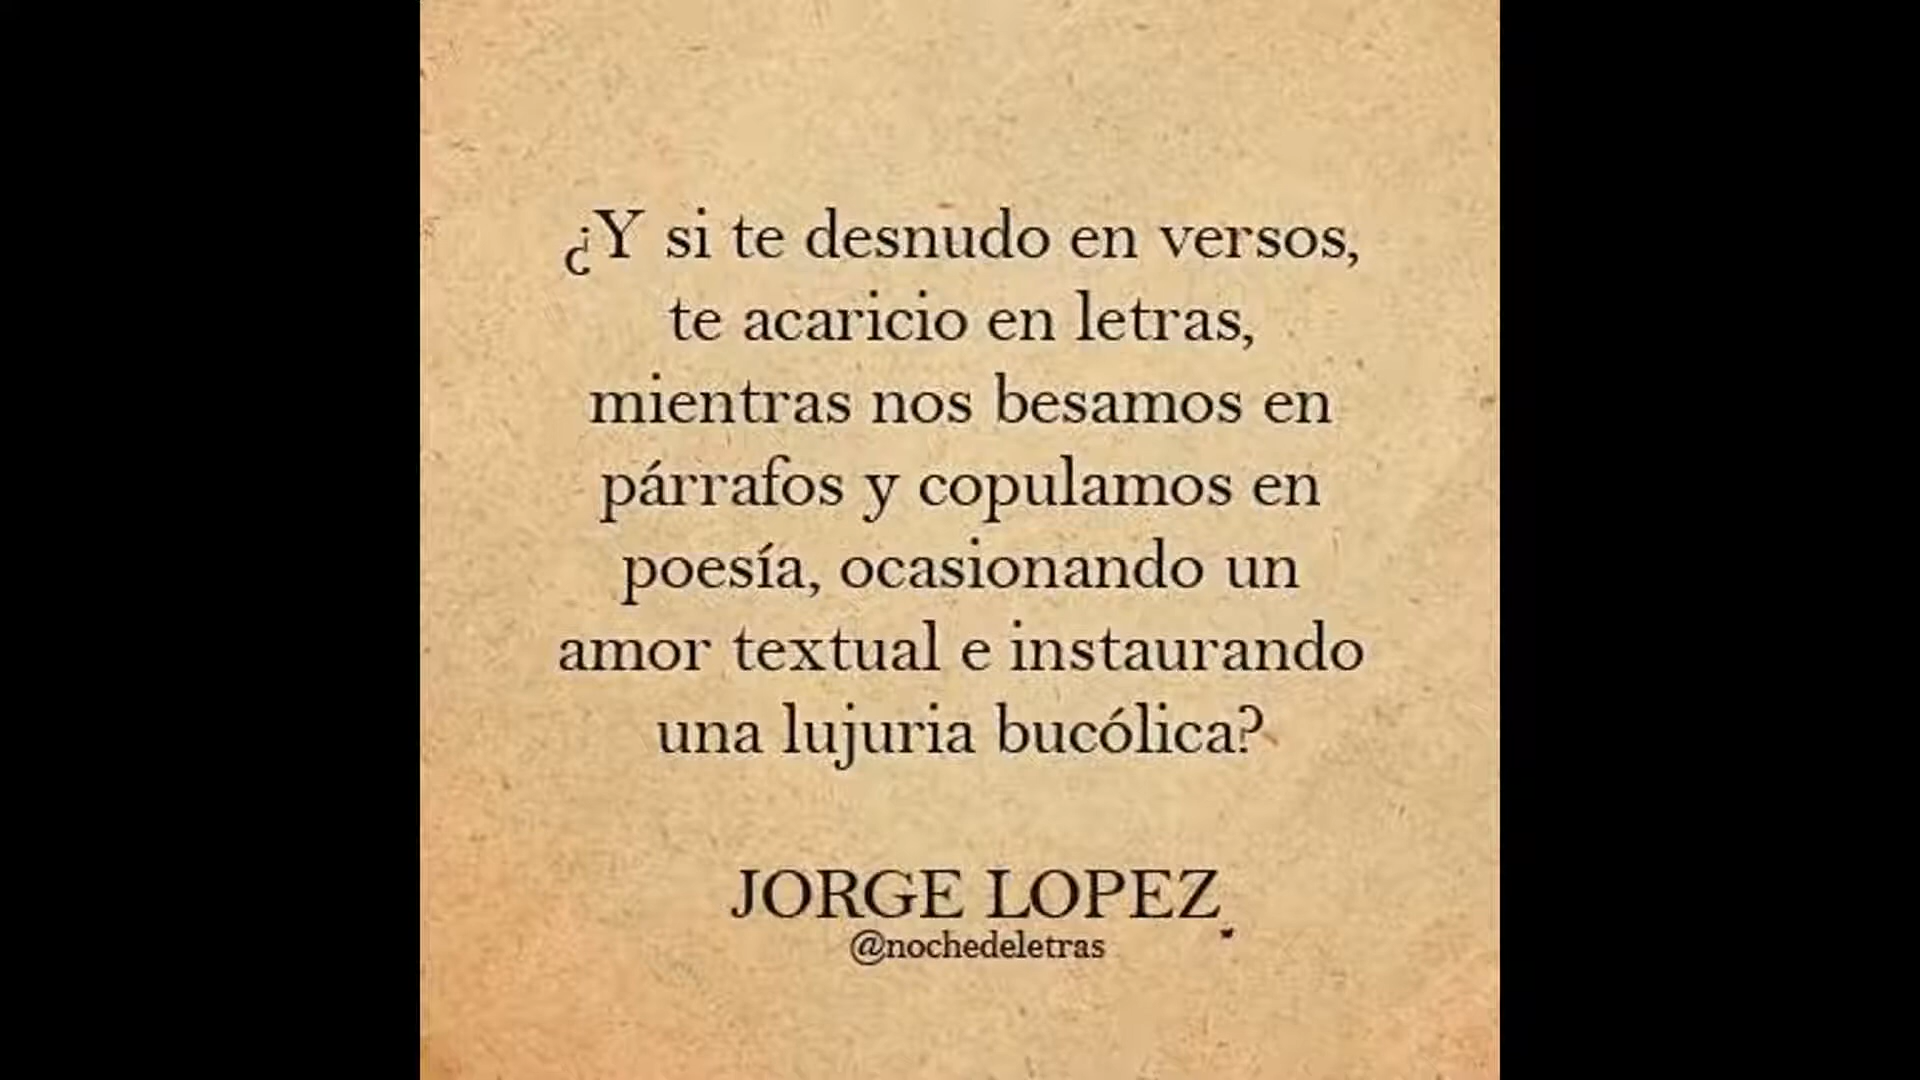 ¿Y si te desnudo en versos,
te acaricio en letras,
mientras nos besamos en
párrafos y copulamos en
poesía, ocasionando un
amor textual e instaurando
una lujuria bucólica?
JORGE LOPEZ
@nochedeletras